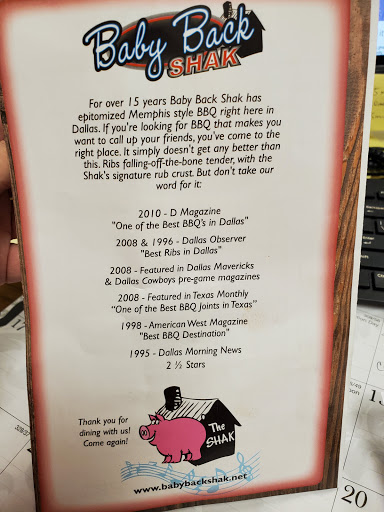 Baby Back
SHAK
For over 15 years Baby Back Shak has
epitomized Memphis style BBQ right here in
Dallas. If you're looking for BBQ that makes you
want to call up your friends, you've come to the
right place. It simply doesn't get any better than
this. Ribs falling-off-the-bone tender, with the
Shak's signature rub crust. But don't take our
word for it:
2010 - D Magazine
"One of the Best BBQ's in Dallas"
2008 & 1996 - Dallas Observer
"Best Ribs in Dallas"
2008 - Featured in Dallas Mavericks
& Dallas Cowboys pre-game magazines
2008 - Featured in Texas Monthly
"One of the Best BBQ Joints in Texas"
1998 - American West Magazine
"Best BBQ Destination"
1995 - Dallas Morning News
2 ½ Stars
Thank you for
dining with us!
Come again!
The
SHAK
www.babybackshak.net
20